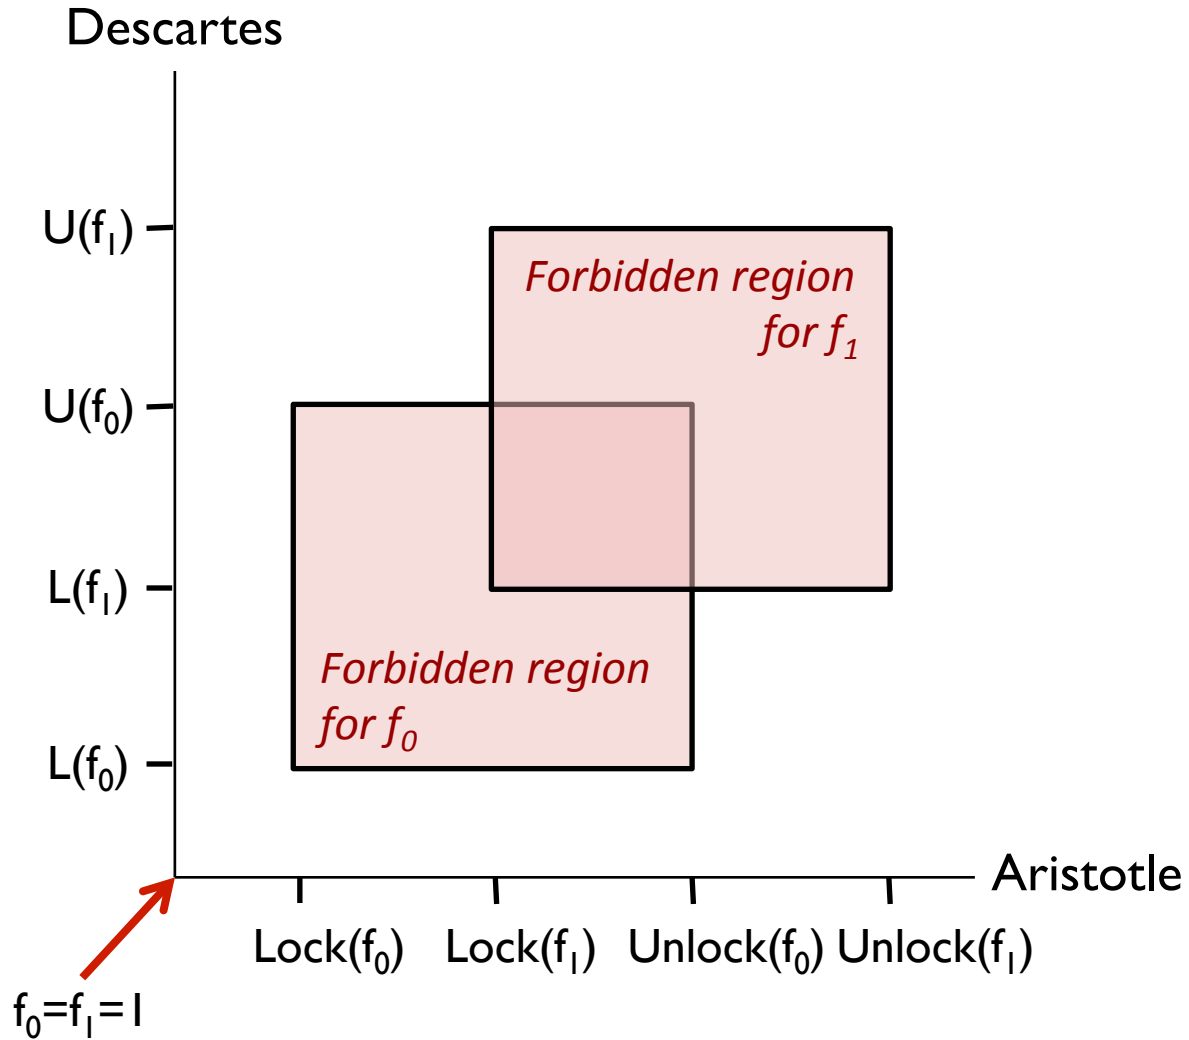 Descartes
U(f₁)
Forbidden region
for f₁
U(f₀)
L(f₁)
Forbidden region
for f₀
L(f₀)
Aristotle
Lock(f₀) Lock(f₁) Unlock(f₀) Unlock(f₁)
f₀=f₁=1